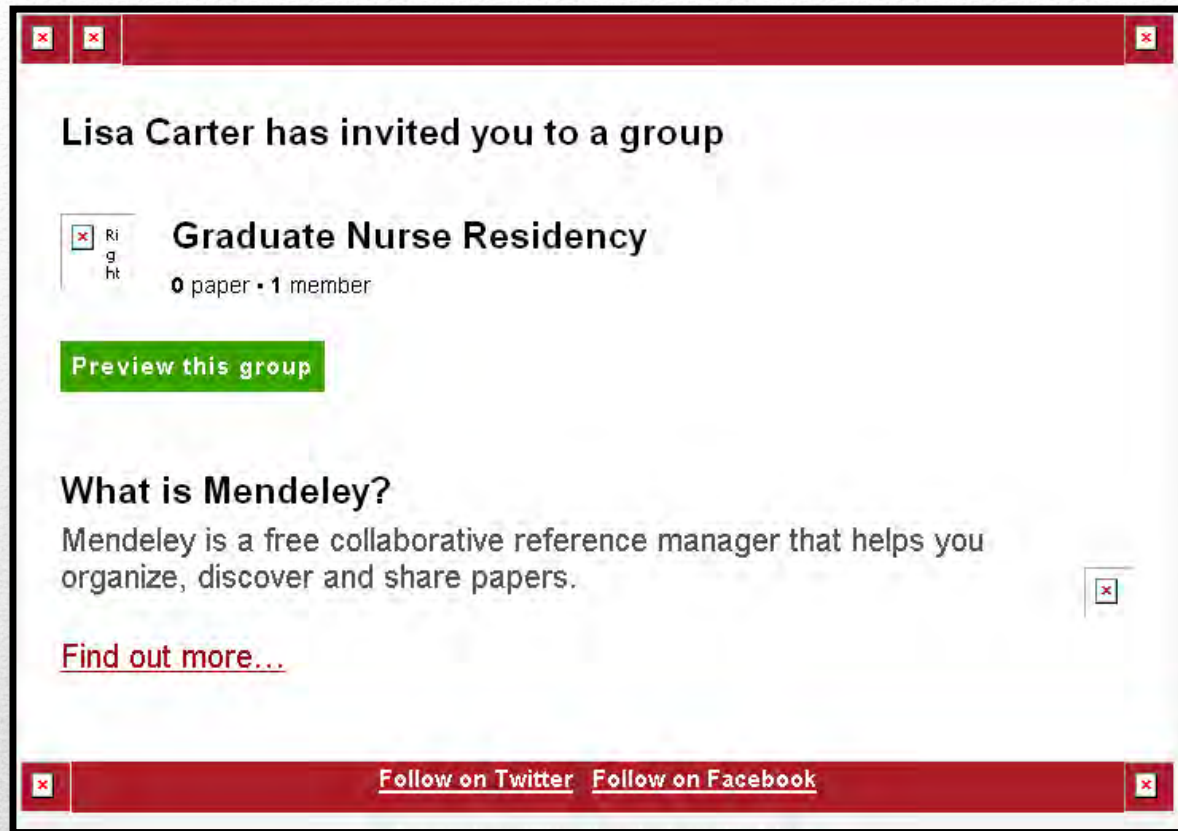 Lisa Carter has invited you to a group
Ri
g
ht
Graduate Nurse Residency
0 paper ▪ 1 member
Preview this group
What is Mendeley?
Mendeley is a free collaborative reference manager that helps you
organize, discover and share papers.
Find out more...
Follow on Twitter Follow on Facebook